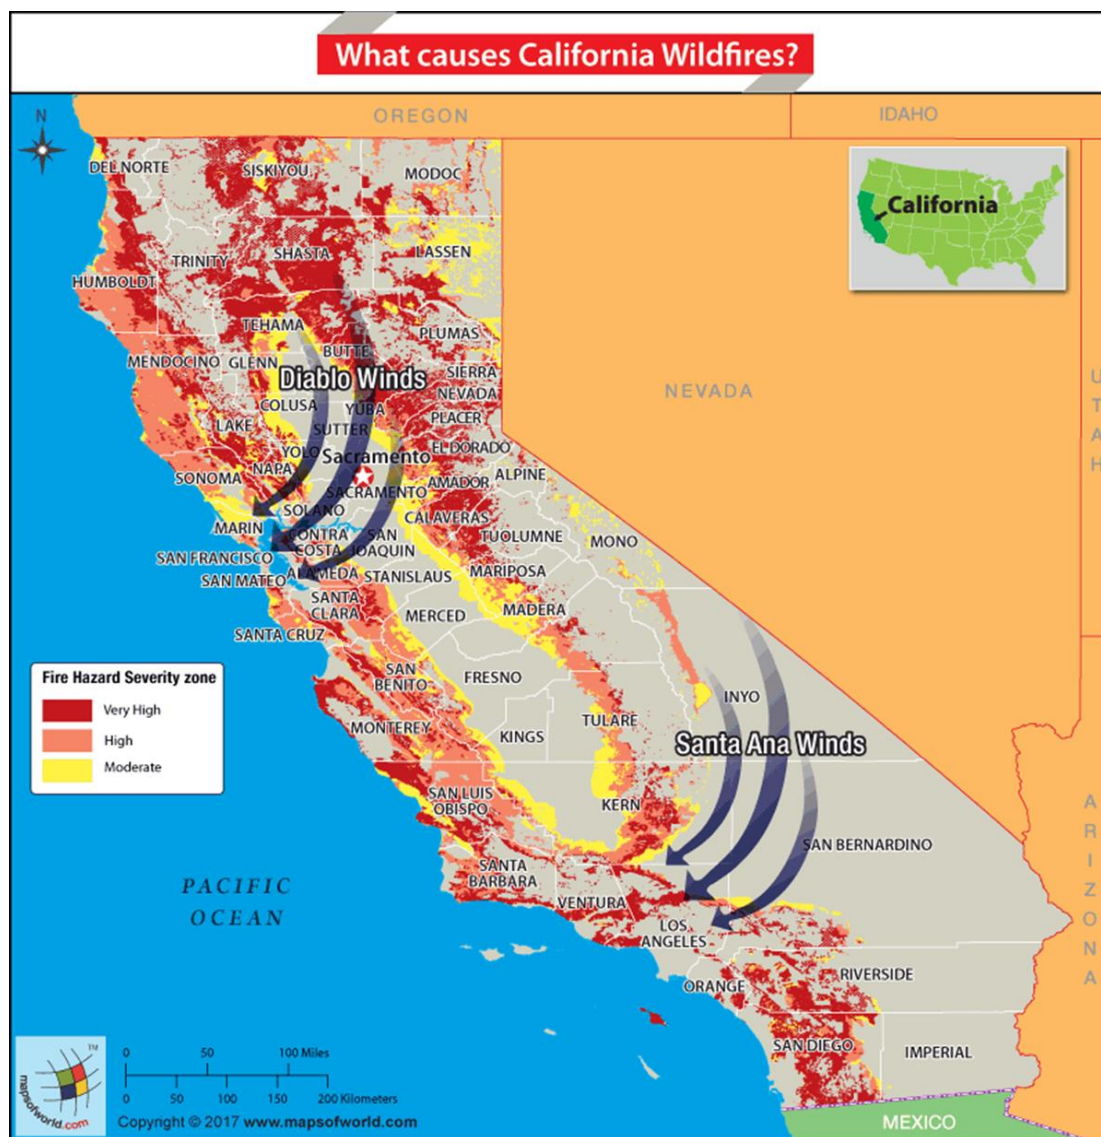 What causes California Wildfires?
N
OREGON
IDAHO
DEL NORTE
SISKIYOU
MODOC
California
TRINITY
SHASTA
LASSEN
HUMBOLDT
TEHAMA
PLUMAS
MENDOCINO
GLENN
BUTTE
SIERRA
Diablo Winds
NEVADA
NEVADA
COLUSA
YUBA
PLACER
LAKE
SUTTER
EL DORADO
YOLO
Sacramento
NAPA
ALPINE
SONOMA
AMADOR
SACRAMENTO
SOLANO
CALAVERAS
MARIN
CONTRA
COSTA
SAN
JOAQUIN
TUOLUMNE
MONO
SAN FRANCISCO
ALAMEDA
STANISLAUS
MARIPOSA
SAN MATEO
SANTA
CLARA
MERCED
MADERA
SANTA CRUZ
UTAH
Fire Hazard Severity zone
Very High
High
Moderate
SAN
BENITO
FRESNO
INYO
MONTEREY
KINGS
TULARE
Santa Ana Winds
SAN LUIS
OBISPO
KERN
SAN BERNARDINO
ARIZONA
PACIFIC
OCEAN
SANTA
BARBARA
VENTURA
LOS
ANGELES
ORANGE
RIVERSIDE
SAN DIEGO
IMPERIAL
MEXICO
TM
mapsofworld.com
0 50 100 Miles
0 50 100 150 200 Kilometers
Copyright © 2017 www.mapsofworld.com